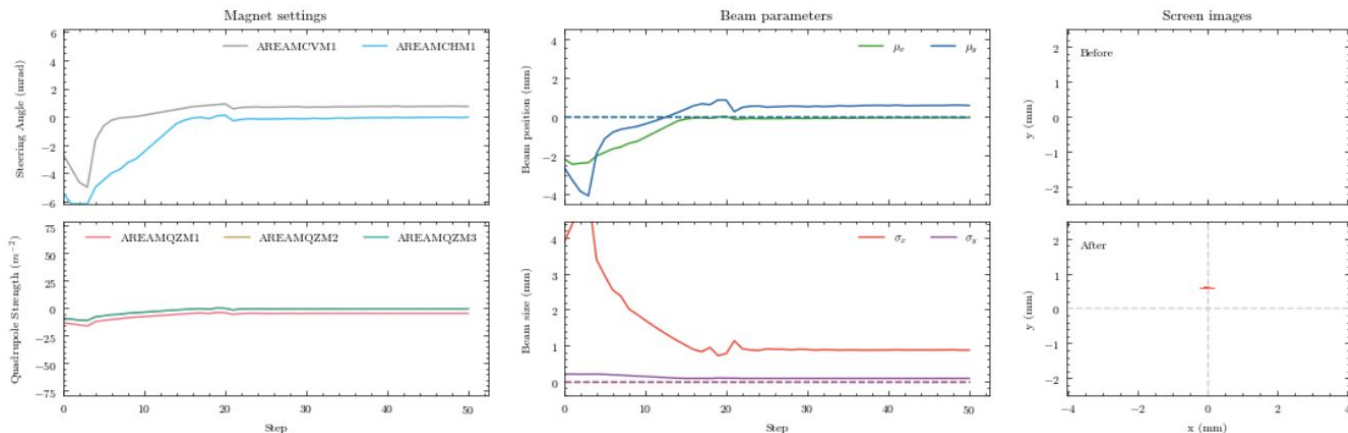 Magnet settings
Steering Angle (mrad)
6
4
2
0
−2
−4
−6
AREAMCVM1 AREAMCHM1
Quadrupole Strength (m⁻²)
75
50
25
0
−25
−50
−75
AREAMQZM1 AREAMQZM2 AREAMQZM3
0 10 20 30 40 50
Step
Beam parameters
Beam position (mm)
4
2
0
−2
−4
μx μy
Beam size (mm)
4
3
2
1
0
σx σy
0 10 20 30 40 50
Step
Screen images
y (mm)
2
1
0
−1
−2
Before
y (mm)
2
1
0
−1
−2
After
−4 −2 0 2 4
x (mm)